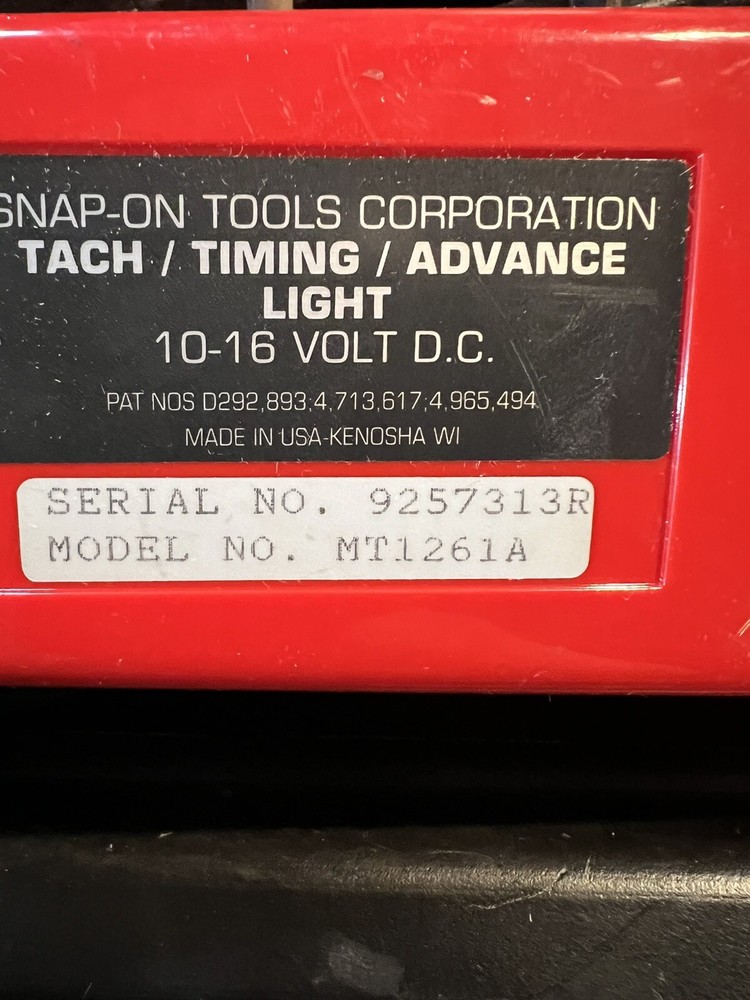 SNAP-ON TOOLS CORPORATION
TACH / TIMING / ADVANCE
LIGHT
10-16 VOLT D.C.
PAT NOS D292,893;4,713,617;4,965,494
MADE IN USA-KENOSHA WI
SERIAL NO. 9257313R
MODEL NO. MT1261A